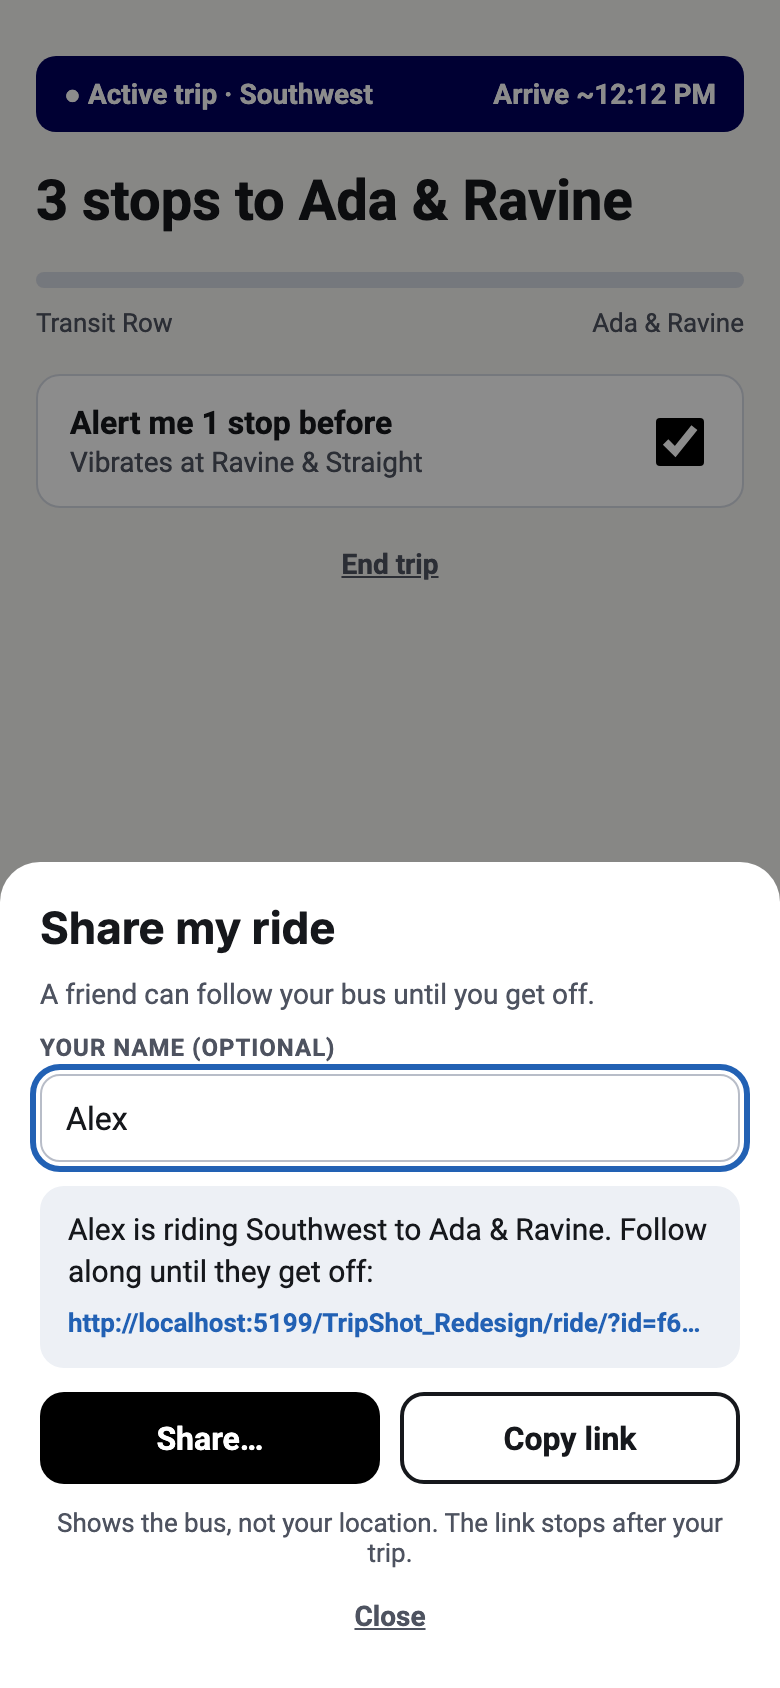 Active trip · Southwest
Arrive ~12:12 PM
3 stops to Ada & Ravine
Transit Row
Ada & Ravine
Alert me 1 stop before
Vibrates at Ravine & Straight
End trip
Share my ride
A friend can follow your bus until you get off.
YOUR NAME (OPTIONAL)
Alex
Alex is riding Southwest to Ada & Ravine. Follow
along until they get off:
http://localhost:5199/TripShot_Redesign/ride/?id=f6…
Share…
Copy link
Shows the bus, not your location. The link stops after your
trip.
Close